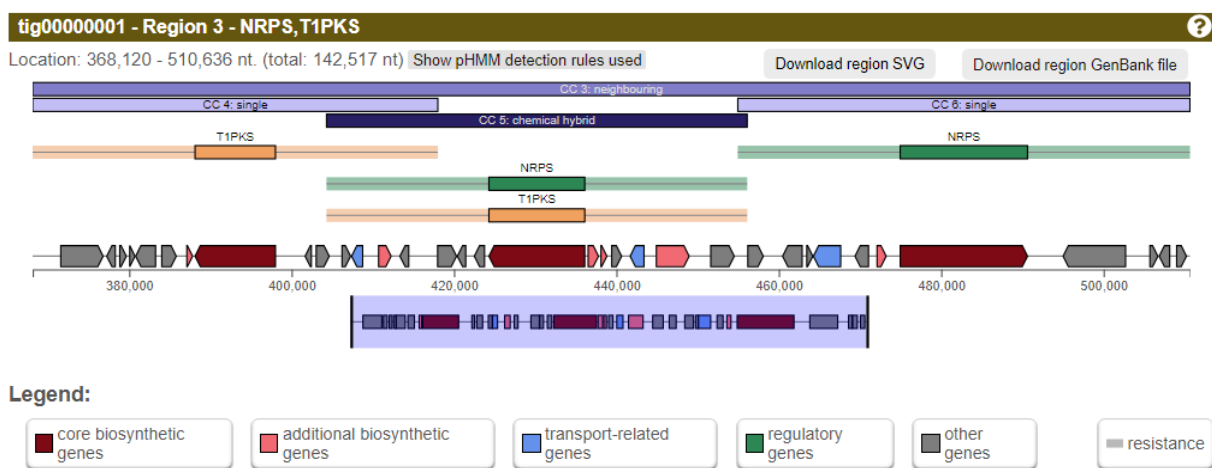 tig00000001 - Region 3 - NRPS,T1PKS
?
Location: 368,120 - 510,636 nt. (total: 142,517 nt) Show pHMM detection rules used
Download region SVG
Download region GenBank file
CC 3: neighbouring
CC 4: single
CC 6: single
CC 5: chemical hybrid
T1PKS
NRPS
NRPS
T1PKS
380,000 400,000 420,000 440,000 460,000 480,000 500,000
Legend:
core biosynthetic genes
additional biosynthetic genes
transport-related genes
regulatory genes
other genes
resistance